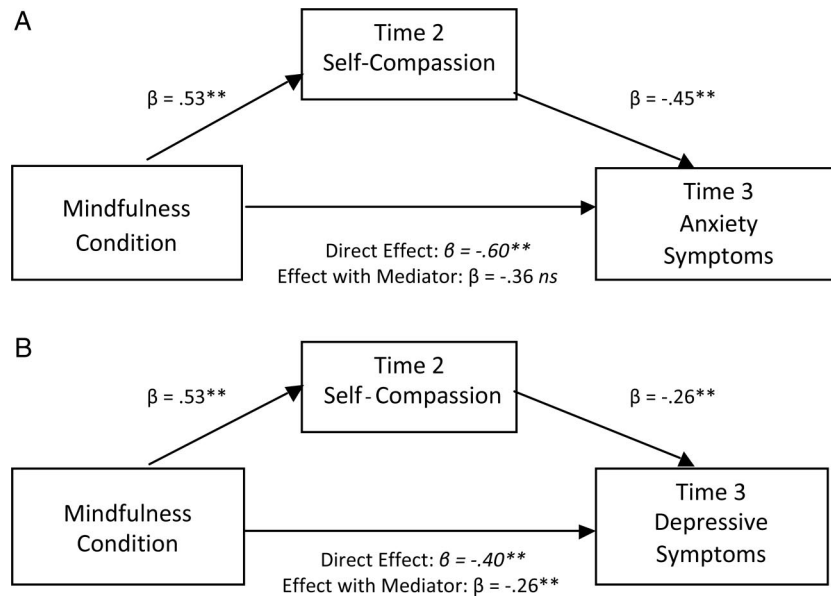 A
Time 2
Self-Compassion
β = .53**
β = -.45**
Mindfulness
Condition
Time 3
Anxiety
Symptoms
Direct Effect: β = -.60**
Effect with Mediator: β = -.36 ns
B
Time 2
Self-Compassion
β = .53**
β = -.26**
Mindfulness
Condition
Time 3
Depressive
Symptoms
Direct Effect: β = -.40**
Effect with Mediator: β = -.26**